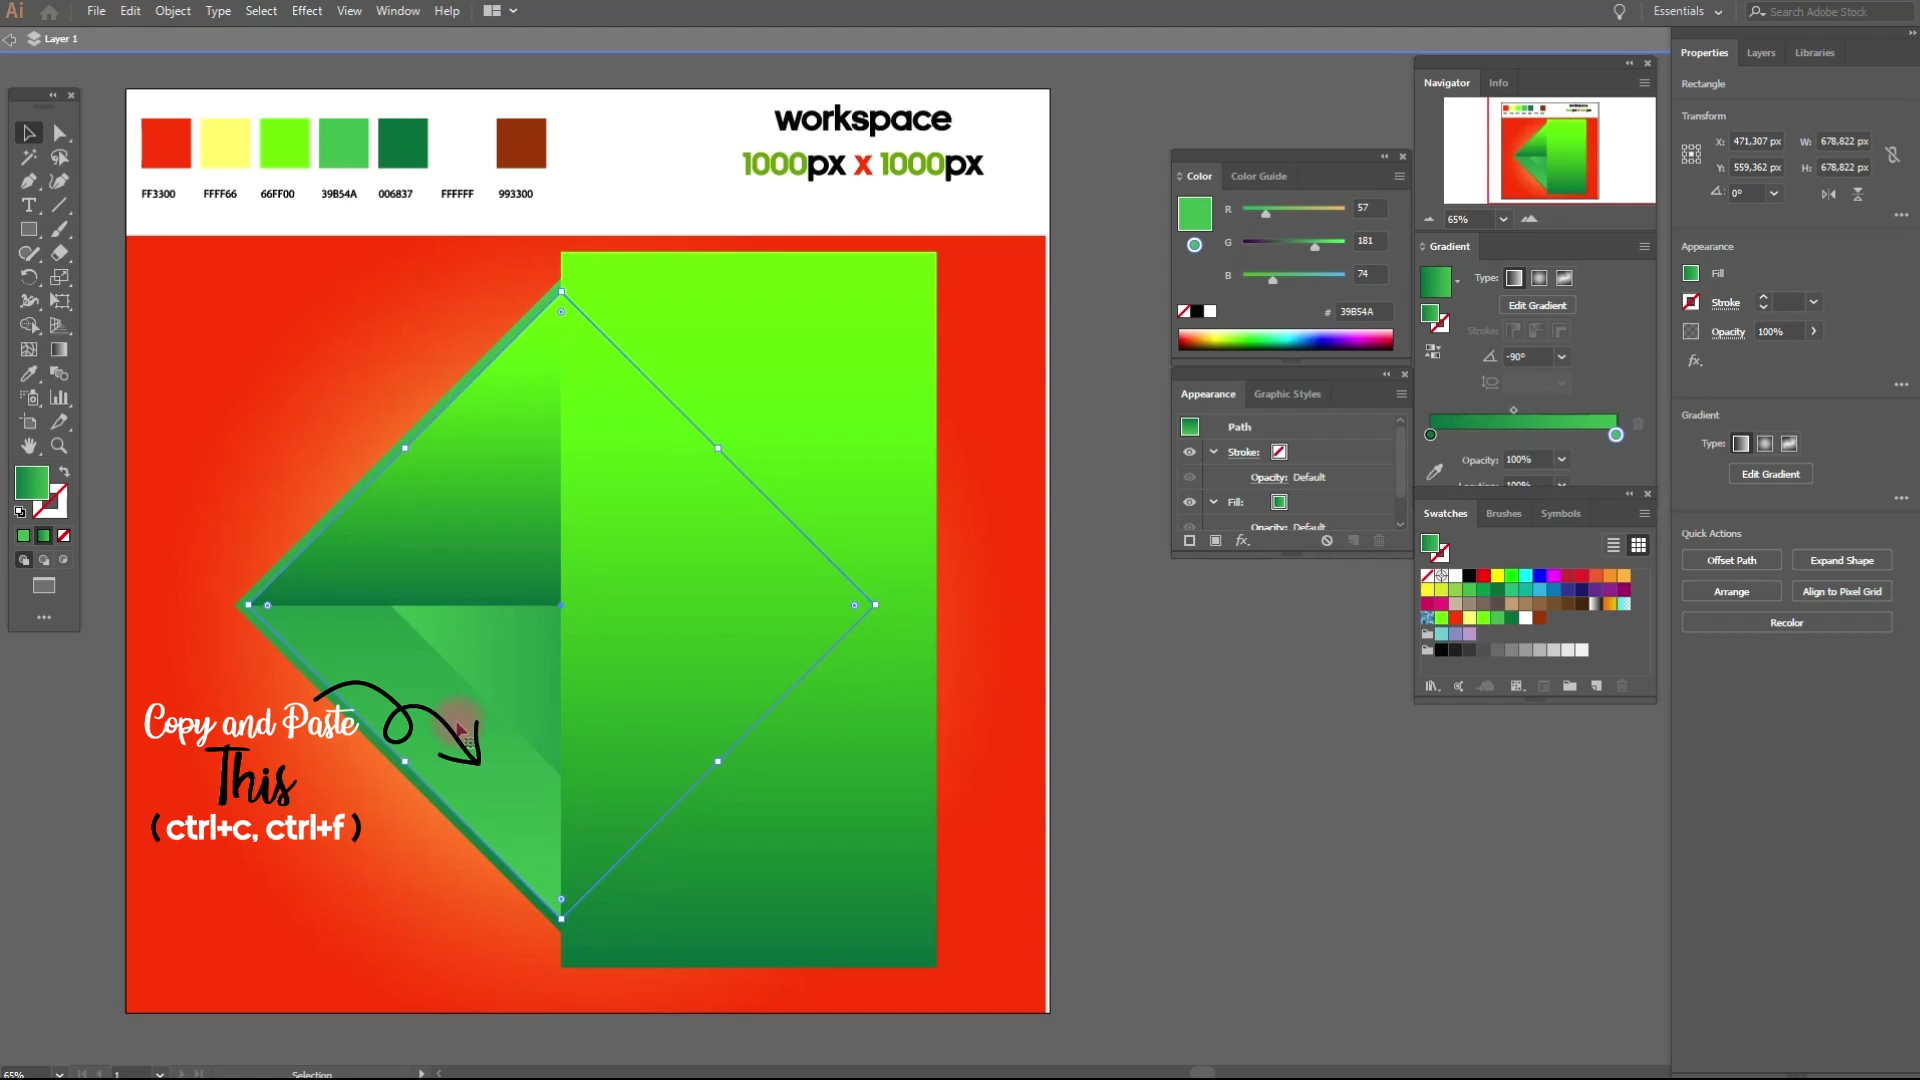 Ai File Edit Object Type Select Effect View Window Help Essentials Search Adobe Stock
Layer 1
Properties Layers Libraries
Rectangle
Transform
X: 471,307 px W: 678,822 px
Y: 559,362 px H: 678,822 px
0°
Appearance
Fill
Stroke
Opacity 100%
fx.
Gradient
Type:
Edit Gradient
Quick Actions
Offset Path Expand Shape
Arrange Align to Pixel Grid
Recolor
workspace
1000px x 1000px
FF3300 FFFF66 66FF00 39B54A 006837 FFFFFF 993300
Copy and Paste
This
( ctrl+c, ctrl+f )
Color Color Guide
R 57
G 181
B 74
# 39B54A
Appearance Graphic Styles
Path
Stroke:
Opacity: Default
Fill:
Opacity: Default
fx.
Navigator Info
65%
Gradient
Type:
Edit Gradient
Stroke:
-90°
Opacity: 100%
Swatches Brushes Symbols
65% 1 Selection